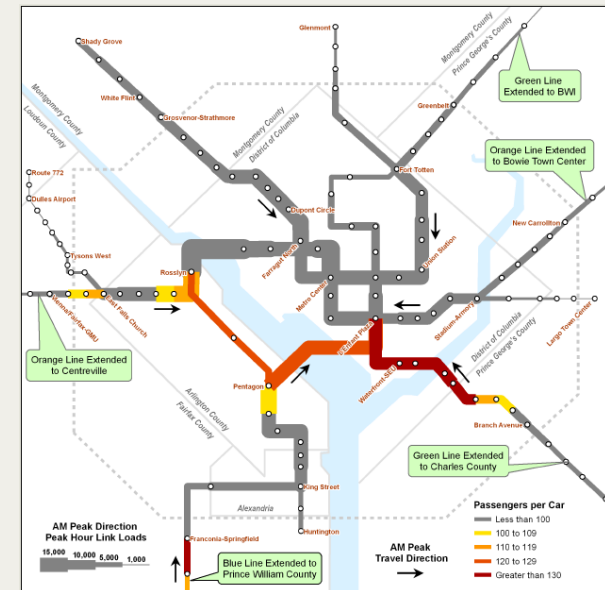 Glenmont
Shady Grove
Montgomery County
Prince George's County
Green Line
Extended to BWI
White Flint
Montgomery County
Loudoun County
Grosvenor-Strathmore
Greenbelt
Montgomery County
District of Columbia
Orange Line Extended
to Bowie Town Center
Route 772
Fort Totten
Dulles Airport
Dupont Circle
New Carrollton
Tysons West
Farragut North
Union Station
Rosslyn
Metro Center
Stadium-Armory
Vienna/Fairfax-GMU
East Falls Church
L'Enfant Plaza
District of Columbia
Prince George's County
Largo Town Center
Orange Line Extended
to Centreville
Waterfront-SEU
Pentagon
Arlington County
Fairfax County
Branch Avenue
Green Line Extended
to Charles County
King Street
Alexandria
Franconia-Springfield
Huntington
Blue Line Extended to
Prince William County
AM Peak Direction
Peak Hour Link Loads
15,000
10,000
5,000
1,000
AM Peak
Travel Direction
Passengers per Car
Less than 100
100 to 109
110 to 119
120 to 129
Greater than 130